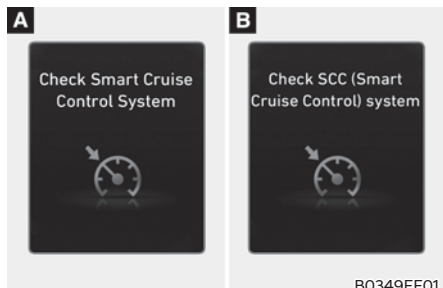 A
Check Smart Cruise
Control System
B
Check SCC (Smart
Cruise Control) system
B0349EE01